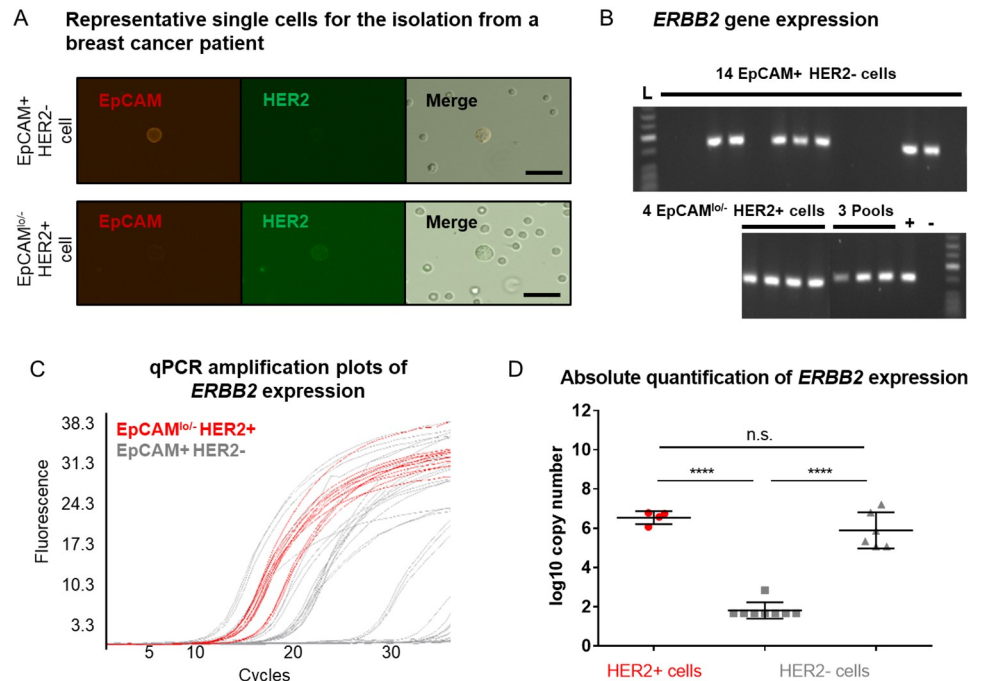 A
Representative single cells for the isolation from a
breast cancer patient
EpCAM+
HER2-
cell
EpCAM
HER2
Merge
EpCAMlo/-
HER2+
cell
EpCAM
HER2
Merge
B
ERBB2 gene expression
14 EpCAM+ HER2- cells
L
4 EpCAMlo/- HER2+ cells
3 Pools
+
-
C
qPCR amplification plots of
ERBB2 expression
EpCAMlo/- HER2+
EpCAM+ HER2-
Fluorescence
38.3
31.3
24.3
17.3
10.3
3.3
5
10
20
30
Cycles
D
Absolute quantification of ERBB2 expression
log10 copy number
12
10
8
6
4
2
0
n.s.
****
****
HER2+ cells
HER2- cells